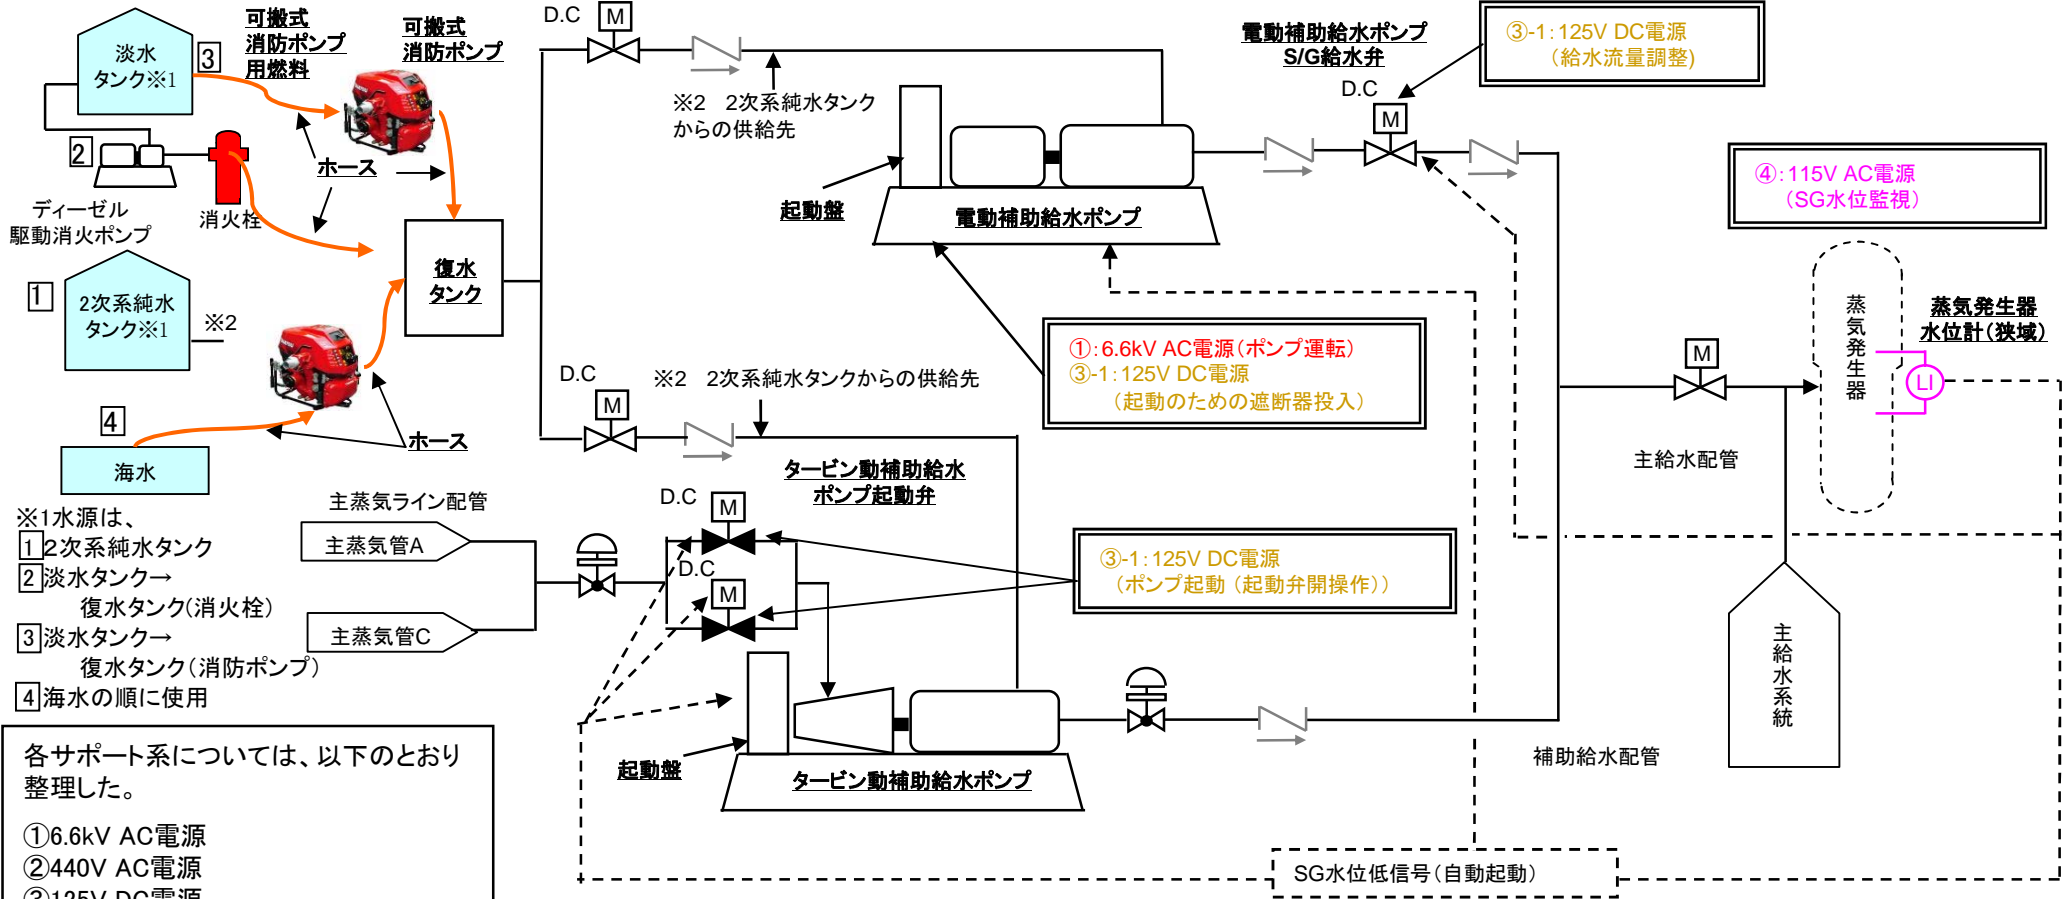 淡水
タンク※1
3
可搬式
消防ポンプ
用燃料
可搬式
消防ポンプ
2
ホース
ディーゼル
駆動消火ポンプ
消火栓
1
2次系純水
タンク※1
※2
復水
タンク
4
海水
ホース
※1水源は、
1 2次系純水タンク
2 淡水タンク→
復水タンク(消火栓)
3 淡水タンク→
復水タンク(消防ポンプ)
4 海水の順に使用
各サポート系については、以下のとおり
整理した。
①6.6kV AC電源
②440V AC電源
③125V DC電源
D.C
M
※2 2次系純水タンク
からの供給先
起動盤
電動補助給水ポンプ
電動補助給水ポンプ
S/G給水弁
D.C
M
③-1:125V DC電源
(給水流量調整)
④:115V AC電源
(SG水位監視)
①:6.6kV AC電源(ポンプ運転)
③-1:125V DC電源
(起動のための遮断器投入)
蒸気発生器
蒸気発生器
水位計(狭域)
LI
M
主給水配管
主給水系統
補助給水配管
D.C
M
※2 2次系純水タンクからの供給先
タービン動補助給水
ポンプ起動弁
主蒸気ライン配管
主蒸気管A
主蒸気管C
D.C
M
D.C
M
③-1:125V DC電源
(ポンプ起動(起動弁開操作))
起動盤
タービン動補助給水ポンプ
SG水位低信号(自動起動)